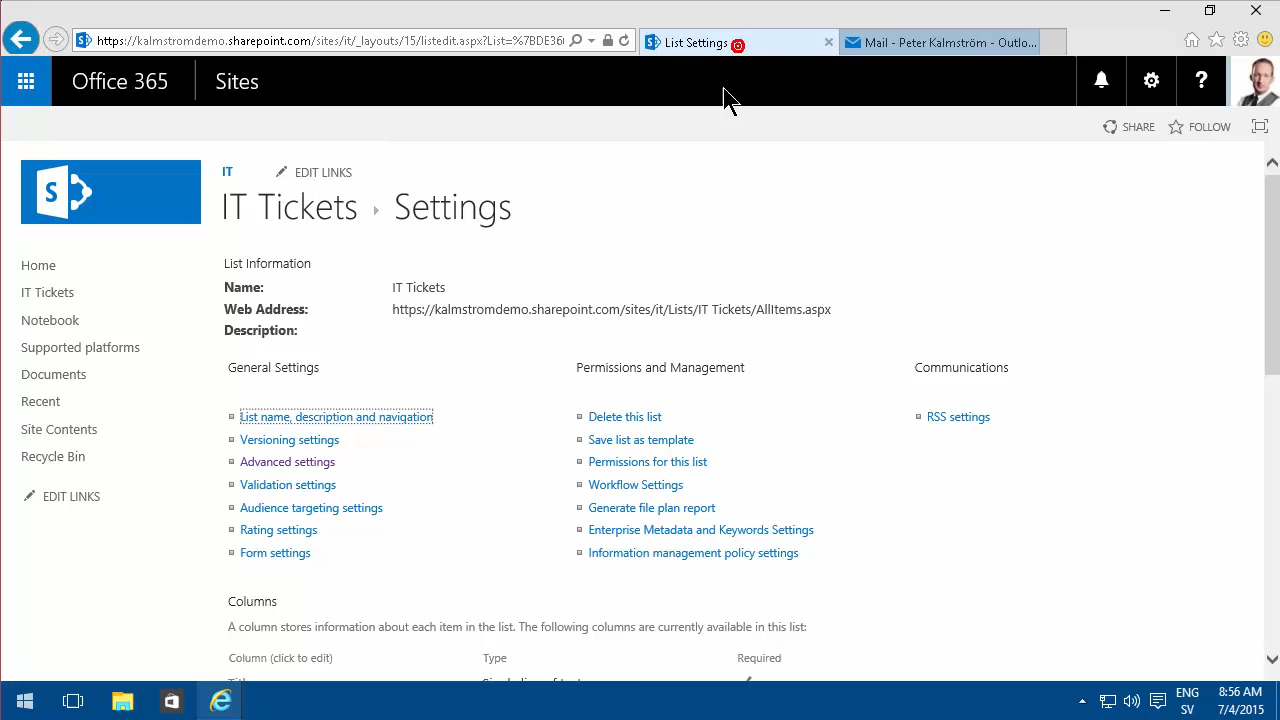 https://kalmstromdemo.sharepoint.com/sites/it/_layouts/15/listedit.aspx?List=%7BDE36
List Settings
Mail - Peter Kalmström - Outlo...
Office 365
Sites
?
SHARE
FOLLOW
IT
EDIT LINKS
S
IT Tickets
Settings
Home
IT Tickets
Notebook
Supported platforms
Documents
Recent
Site Contents
Recycle Bin
EDIT LINKS
List Information
Name:
IT Tickets
Web Address:
https://kalmstromdemo.sharepoint.com/sites/it/Lists/IT Tickets/AllItems.aspx
Description:
General Settings
Permissions and Management
Communications
List name, description and navigation
Delete this list
RSS settings
Versioning settings
Save list as template
Advanced settings
Permissions for this list
Validation settings
Workflow Settings
Audience targeting settings
Generate file plan report
Rating settings
Enterprise Metadata and Keywords Settings
Form settings
Information management policy settings
Columns
A column stores information about each item in the list. The following columns are currently available in this list:
Column (click to edit)
Type
Required
ENG
SV
8:56 AM
7/4/2015